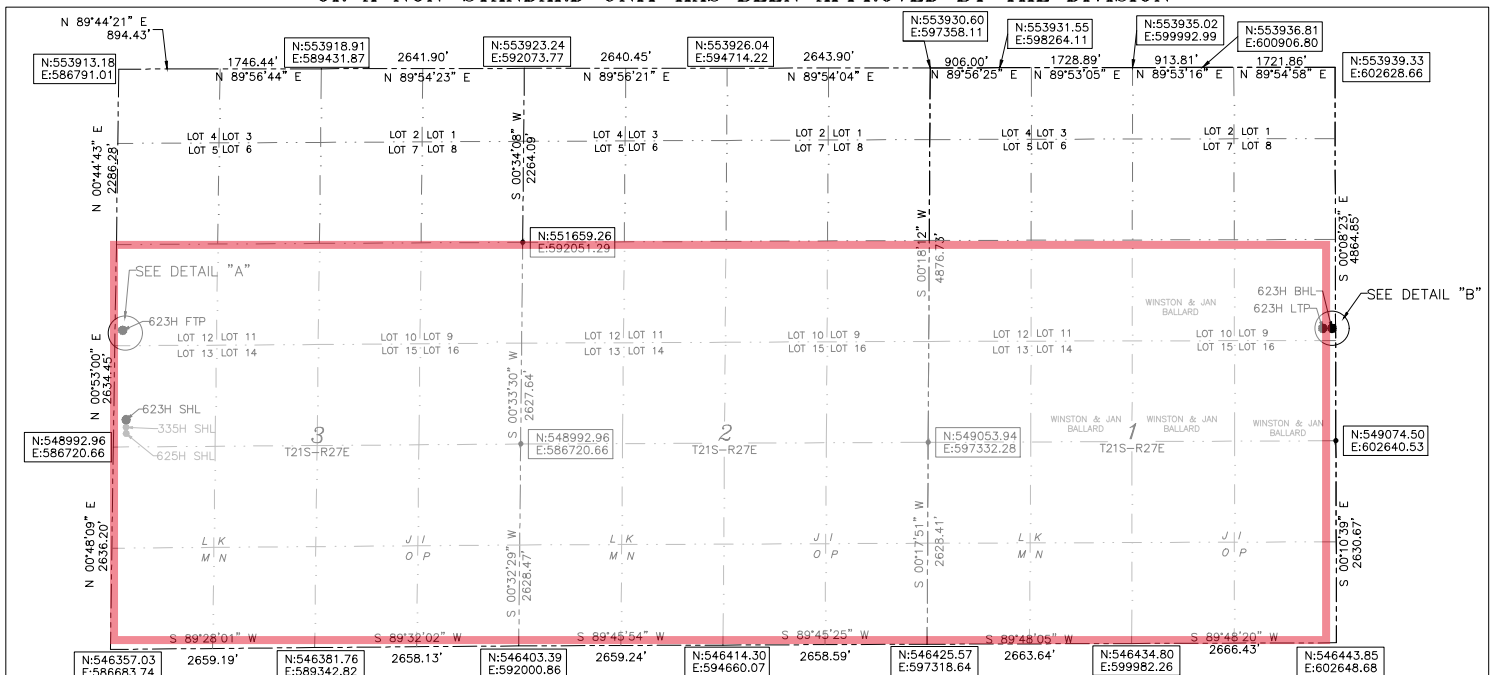 OR A NON-STANDARD UNIT HAS BEEN APPROVED BY THE DIVISION
N 89°44'21" E
894.43'
N:553913.18
E:586791.01
1746.44'
N 89°56'44" E
N:553918.91
E:589431.87
2641.90'
N 89°54'23" E
N:553923.24
E:592073.77
2640.45'
N 89°56'21" E
N:553926.04
E:594714.22
2643.90'
N 89°54'04" E
N:553930.60
E:597358.11
906.00'
N 89°56'25" E
N:553931.55
E:598264.11
1728.89'
N 89°53'05" E
N:553935.02
E:599992.99
913.81'
N 89°53'16" E
N:553936.81
E:600906.80
1721.86'
N 89°54'58" E
N:553939.33
E:602628.66
LOT 4 LOT 3
LOT 5 LOT 6
LOT 2 LOT 1
LOT 7 LOT 8
LOT 4 LOT 3
LOT 5 LOT 6
LOT 2 LOT 1
LOT 7 LOT 8
LOT 4 LOT 3
LOT 5 LOT 6
LOT 2 LOT 1
LOT 7 LOT 8
N 00°44'43" E
2286.28'
S 00°34'08" W
2264.09'
S 00°18'12" W
4876.73'
S 00°08'23" E
4864.85'
N:551659.26
E:592051.29
SEE DETAIL "A"
623H FTP
WINSTON & JAN
BALLARD
623H BHL
623H LTP
SEE DETAIL "B"
LOT 12 LOT 11
LOT 13 LOT 14
LOT 10 LOT 9
LOT 15 LOT 16
LOT 12 LOT 11
LOT 13 LOT 14
LOT 10 LOT 9
LOT 15 LOT 16
LOT 12 LOT 11
LOT 13 LOT 14
LOT 10 LOT 9
LOT 15 LOT 16
N 00°53'00" E
2634.45'
S 00°33'30" W
2627.64'
623H SHL
335H SHL
625H SHL
3
T21S-R27E
2
T21S-R27E
1
T21S-R27E
WINSTON & JAN
BALLARD
WINSTON & JAN
BALLARD
WINSTON & JAN
BALLARD
N:548992.96
E:586720.66
N:548992.96
E:586720.66
N:549053.94
E:597332.28
N:549074.50
E:602640.53
N 00°48'09" E
2636.20'
S 00°32'29" W
2628.47'
S 00°17'51" W
2628.41'
S 00°10'39" E
2630.67'
L K
M N
J I
O P
L K
M N
J I
O P
L K
M N
J I
O P
S 89°28'01" W
S 89°32'02" W
S 89°45'54" W
S 89°45'25" W
S 89°48'05" W
S 89°48'20" W
N:546357.03
E:586683.74
2659.19'
N:546381.76
E:589342.82
2658.13'
N:546403.39
E:592000.86
2659.24'
N:546414.30
E:594660.07
2658.59'
N:546425.57
E:597318.64
2663.64'
N:546434.80
E:599982.26
2666.43'
N:546443.85
E:602648.68